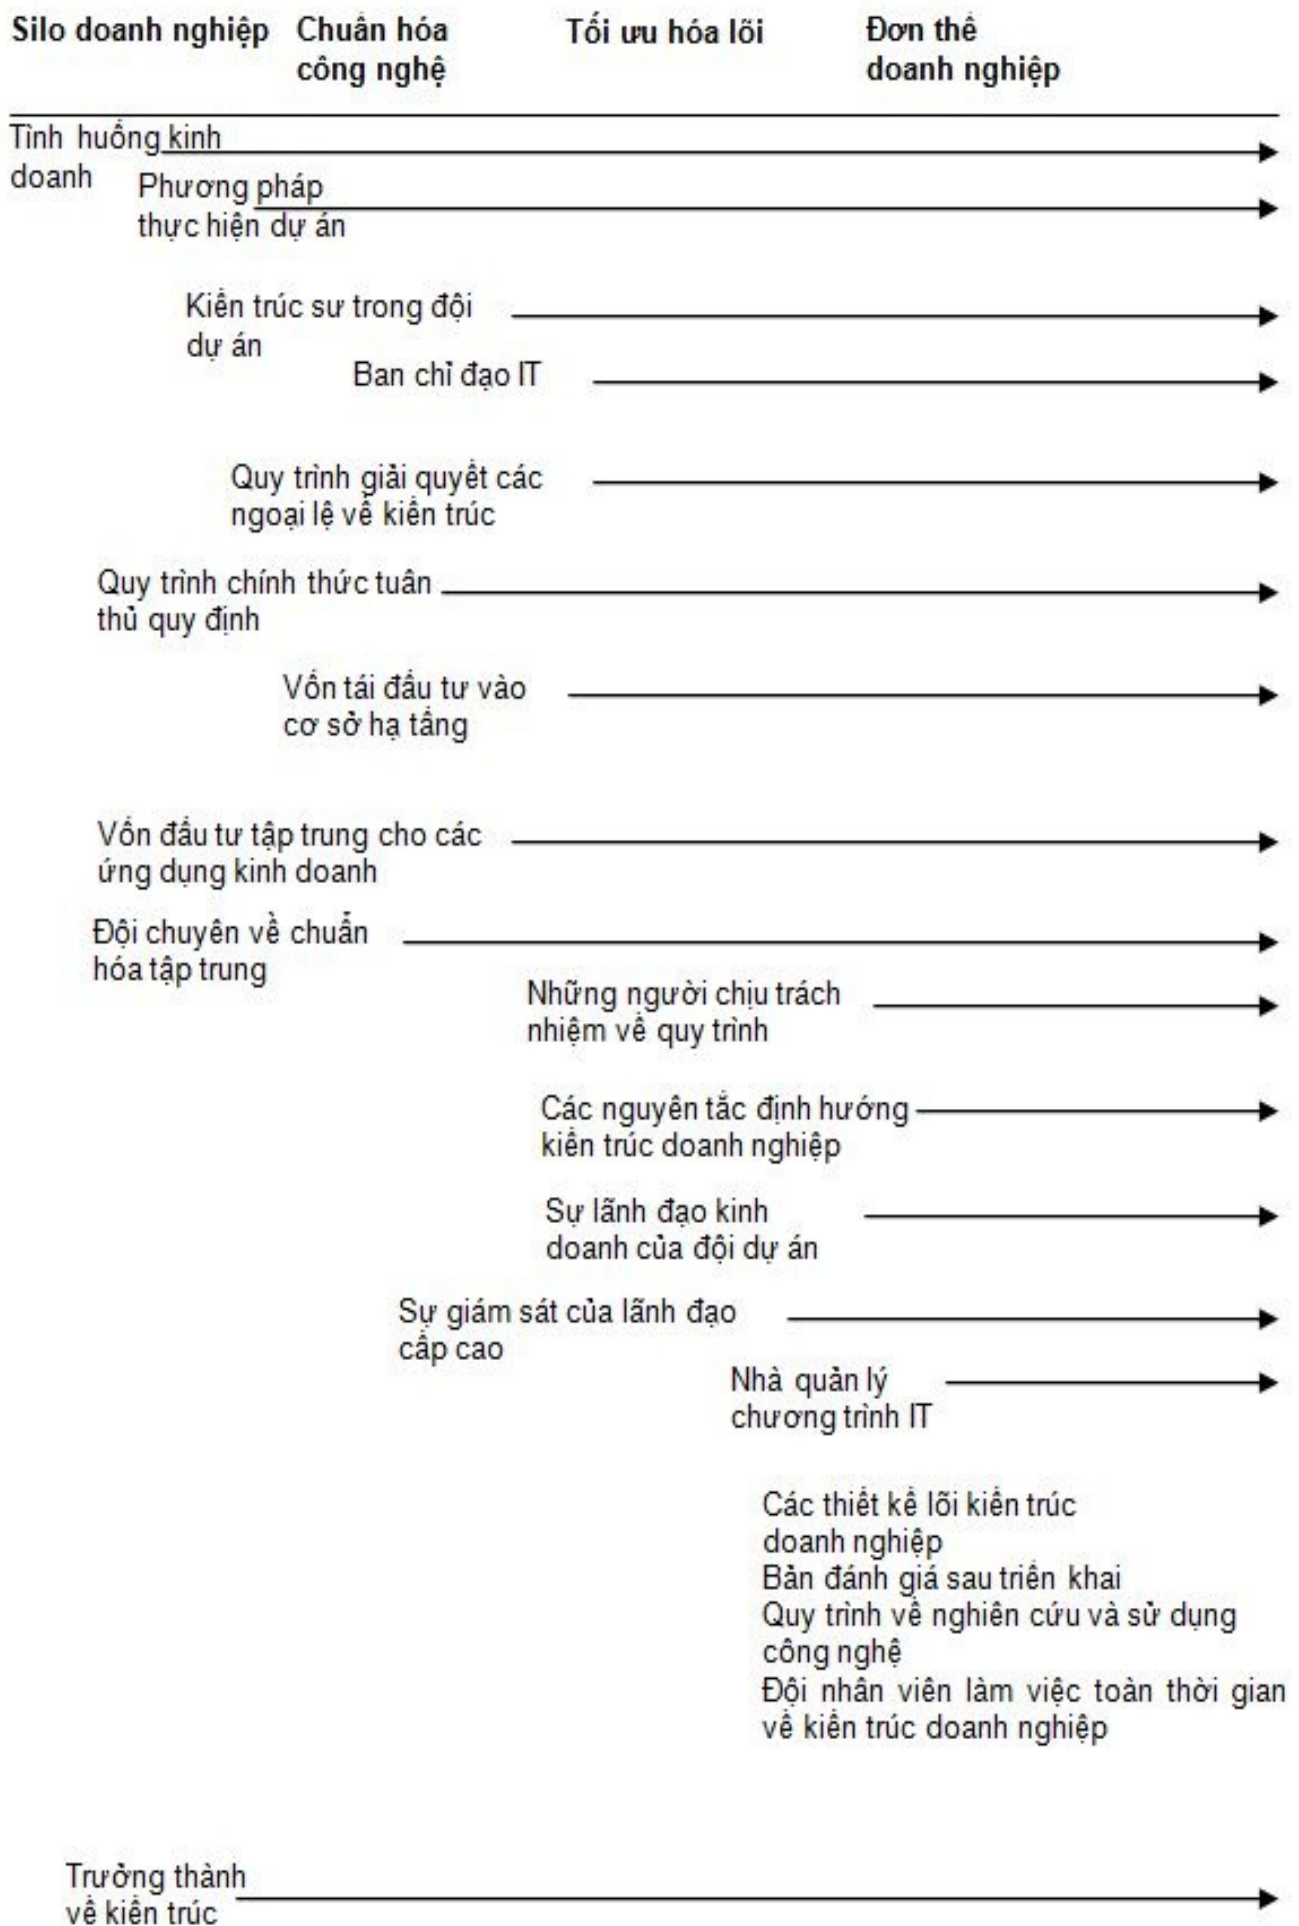 Silo doanh nghiệp
Chuẩn hóa
công nghệ
Tối ưu hóa lõi
Đơn thể
doanh nghiệp
Tình huống kinh
doanh
Phương pháp
thực hiện dự án
Kiến trúc sư trong đội
dự án
Ban chỉ đạo IT
Quy trình giải quyết các
ngoại lệ về kiến trúc
Quy trình chính thức tuân
thủ quy định
Vốn tái đầu tư vào
cơ sở hạ tầng
Vốn đầu tư tập trung cho các
ứng dụng kinh doanh
Đội chuyên về chuẩn
hóa tập trung
Những người chịu trách
nhiệm về quy trình
Các nguyên tắc định hướng
kiến trúc doanh nghiệp
Sự lãnh đạo kinh
doanh của đội dự án
Sự giám sát của lãnh đạo
cấp cao
Nhà quản lý
chương trình IT
Các thiết kế lõi kiến trúc
doanh nghiệp
Bản đánh giá sau triển khai
Quy trình về nghiên cứu và sử dụng
công nghệ
Đội nhân viên làm việc toàn thời gian
về kiến trúc doanh nghiệp
Trưởng thành
về kiến trúc